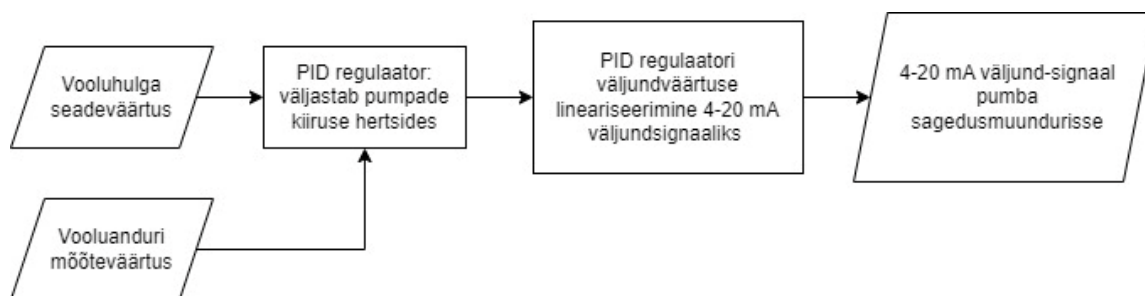 Vooluhulga
seadeväärtus
PID regulaator:
väljastab pumpade
kiiruse hertsides
PID regulaatori
väljundväärtuse
lineariseerimine 4-20 mA
väljundsignaaliks
4-20 mA väljund-signaal
pumba
sagedusmuundurisse
Vooluanduri
mõõteväärtus